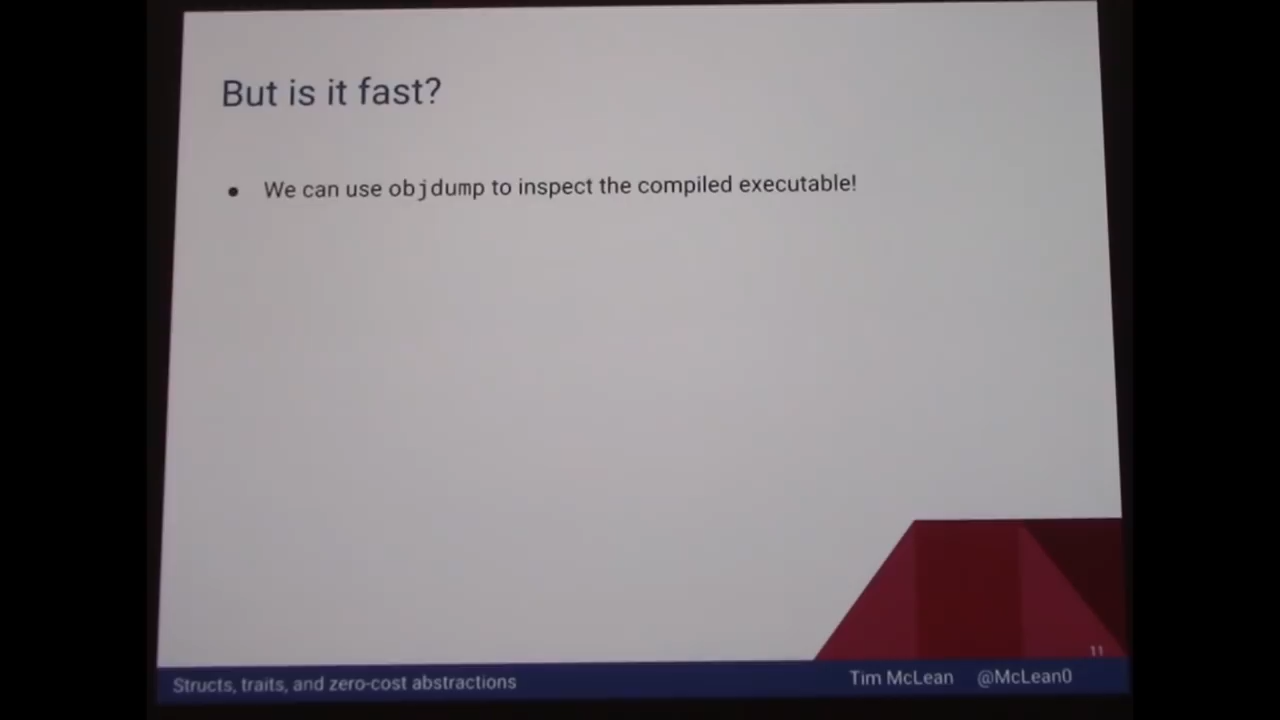 But is it fast?
● We can use objdump to inspect the compiled executable!
11
Structs, traits, and zero-cost abstractions
Tim McLean @McLean0